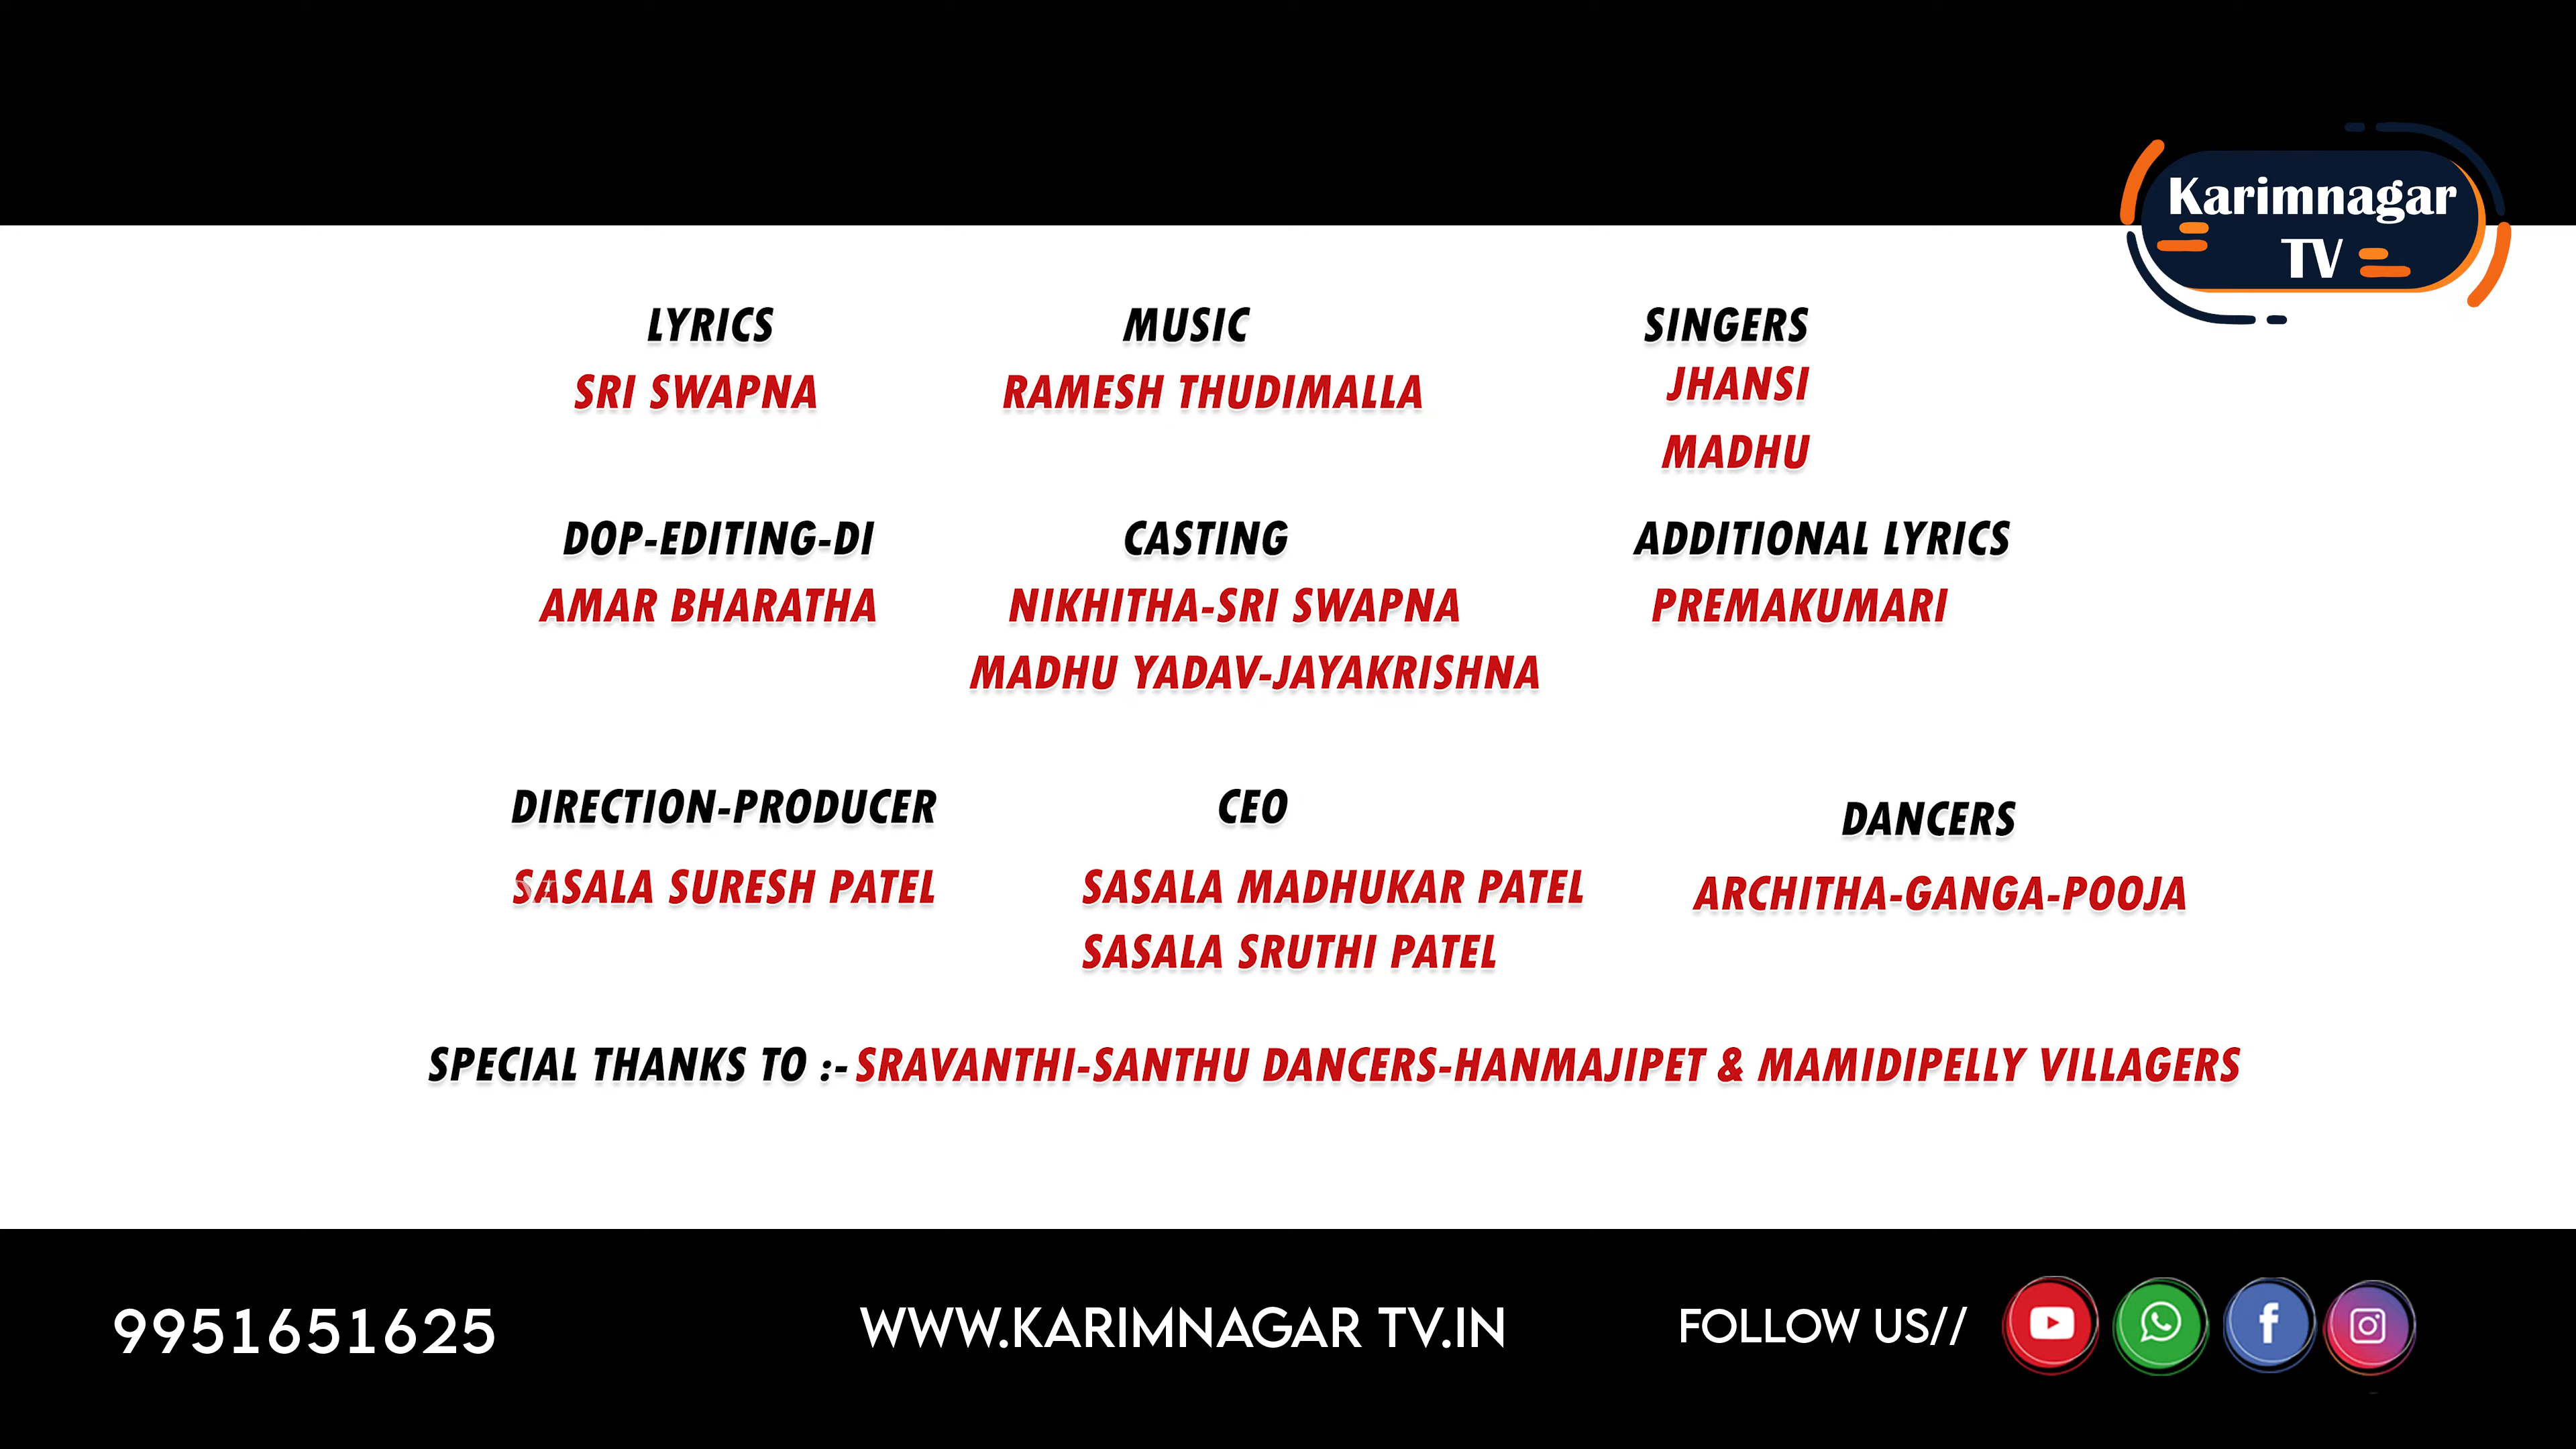 Karimnagar
TV
LYRICS
SRI SWAPNA
MUSIC
RAMESH THUDIMALLA
SINGERS
JHANSI
MADHU
DOP-EDITING-DI
AMAR BHARATHA
CASTING
NIKHITHA-SRI SWAPNA
MADHU YADAV-JAYAKRISHNA
ADDITIONAL LYRICS
PREMAKUMARI
DIRECTION-PRODUCER
SASALA SURESH PATEL
CEO
SASALA MADHUKAR PATEL
SASALA SRUTHI PATEL
DANCERS
ARCHITHA-GANGA-POOJA
SPECIAL THANKS TO :- SRAVANTHI-SANTHU DANCERS-HANMAJIPET & MAMIDIPELLY VILLAGERS
9951651625
WWW.KARIMNAGAR TV.IN
FOLLOW US//